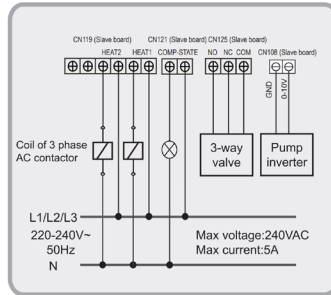 CN119 (Slave board) CN121 (Slave board) CN125 (Slave board)
HEAT2 HEAT1 COMP-STATE NO NC COM CN108 (Slave board)
GND
0-10V
Coil of 3 phase
AC contactor
3-way
valve
Pump
inverter
L1/L2/L3
220-240V~
50Hz
N
Max voltage:240VAC
Max current:5A